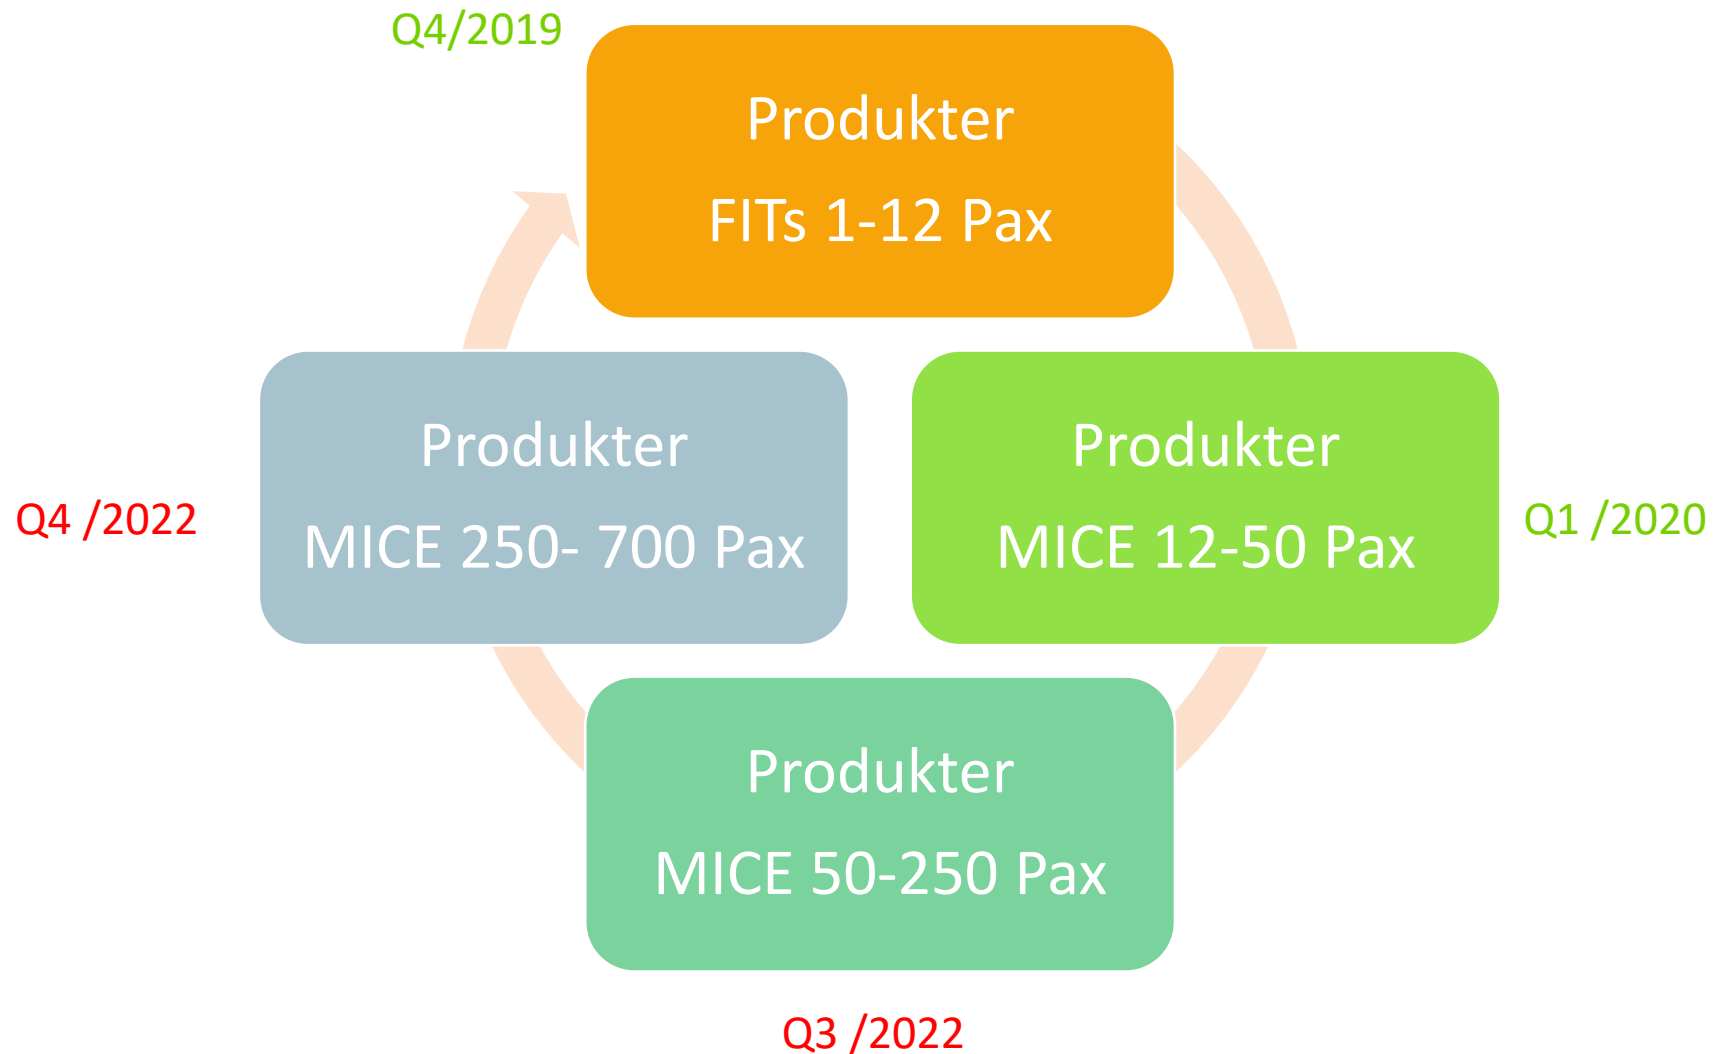 Q4/2019
Produkter
FITs 1-12 Pax
Produkter
MICE 12-50 Pax
Q1 /2020
Produkter
MICE 50-250 Pax
Q3 /2022
Produkter
MICE 250- 700 Pax
Q4 /2022